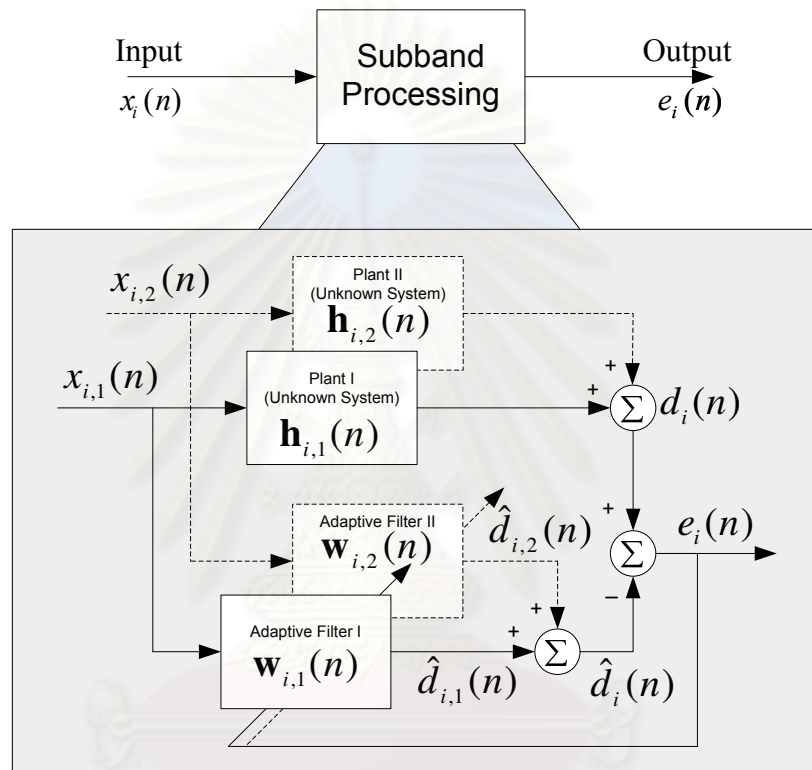 Input
Subband
Processing
Output
x_i(n)
e_i(n)
x_{i,2}(n)
Plant II
(Unknown System)
𝐡_{i,2}(n)
+
x_{i,1}(n)
Plant I
(Unknown System)
𝐡_{i,1}(n)
+
Σ
d_i(n)
+
Adaptive Filter II
𝐰_{i,2}(n)
d̂_{i,2}(n)
Σ
e_i(n)
−
+
Adaptive Filter I
𝐰_{i,1}(n)
+
Σ
d̂_{i,1}(n)
d̂_i(n)